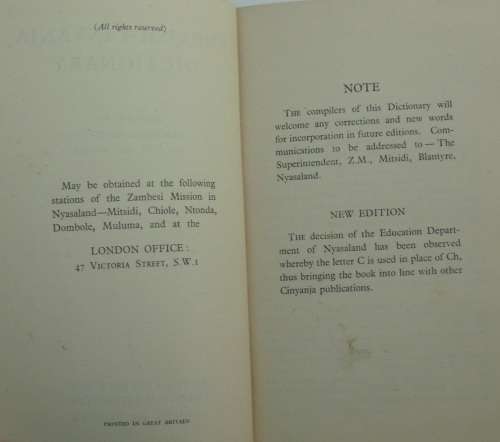 (All rights reserved)
May be obtained at the following
stations of the Zambesi Mission in
Nyasaland—Mitsidi, Chiole, Ntonda,
Dombole, Muluma, and at the
LONDON OFFICE:
47 VICTORIA STREET, S.W.1
PRINTED IN GREAT BRITAIN
NOTE
THE compilers of this Dictionary will
welcome any corrections and new words
for incorporation in future editions. Com-
munications to be addressed to — The
Superintendent, Z.M., Mitsidi, Blantyre,
Nyasaland.
NEW EDITION
THE decision of the Education Depart-
ment of Nyasaland has been observed
whereby the letter C is used in place of Ch,
thus bringing the book into line with other
Cinyanja publications.